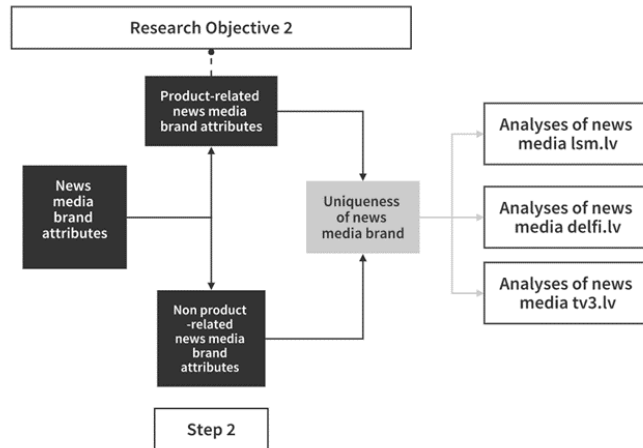 Research Objective 2
Product-related
news media
brand attributes
News
media
brand
attributes
Uniqueness
of news
media brand
Analyses of news
media lsm.lv
Analyses of news
media delfi.lv
Analyses of news
media tv3.lv
Non product
-related
news media
brand
attributes
Step 2